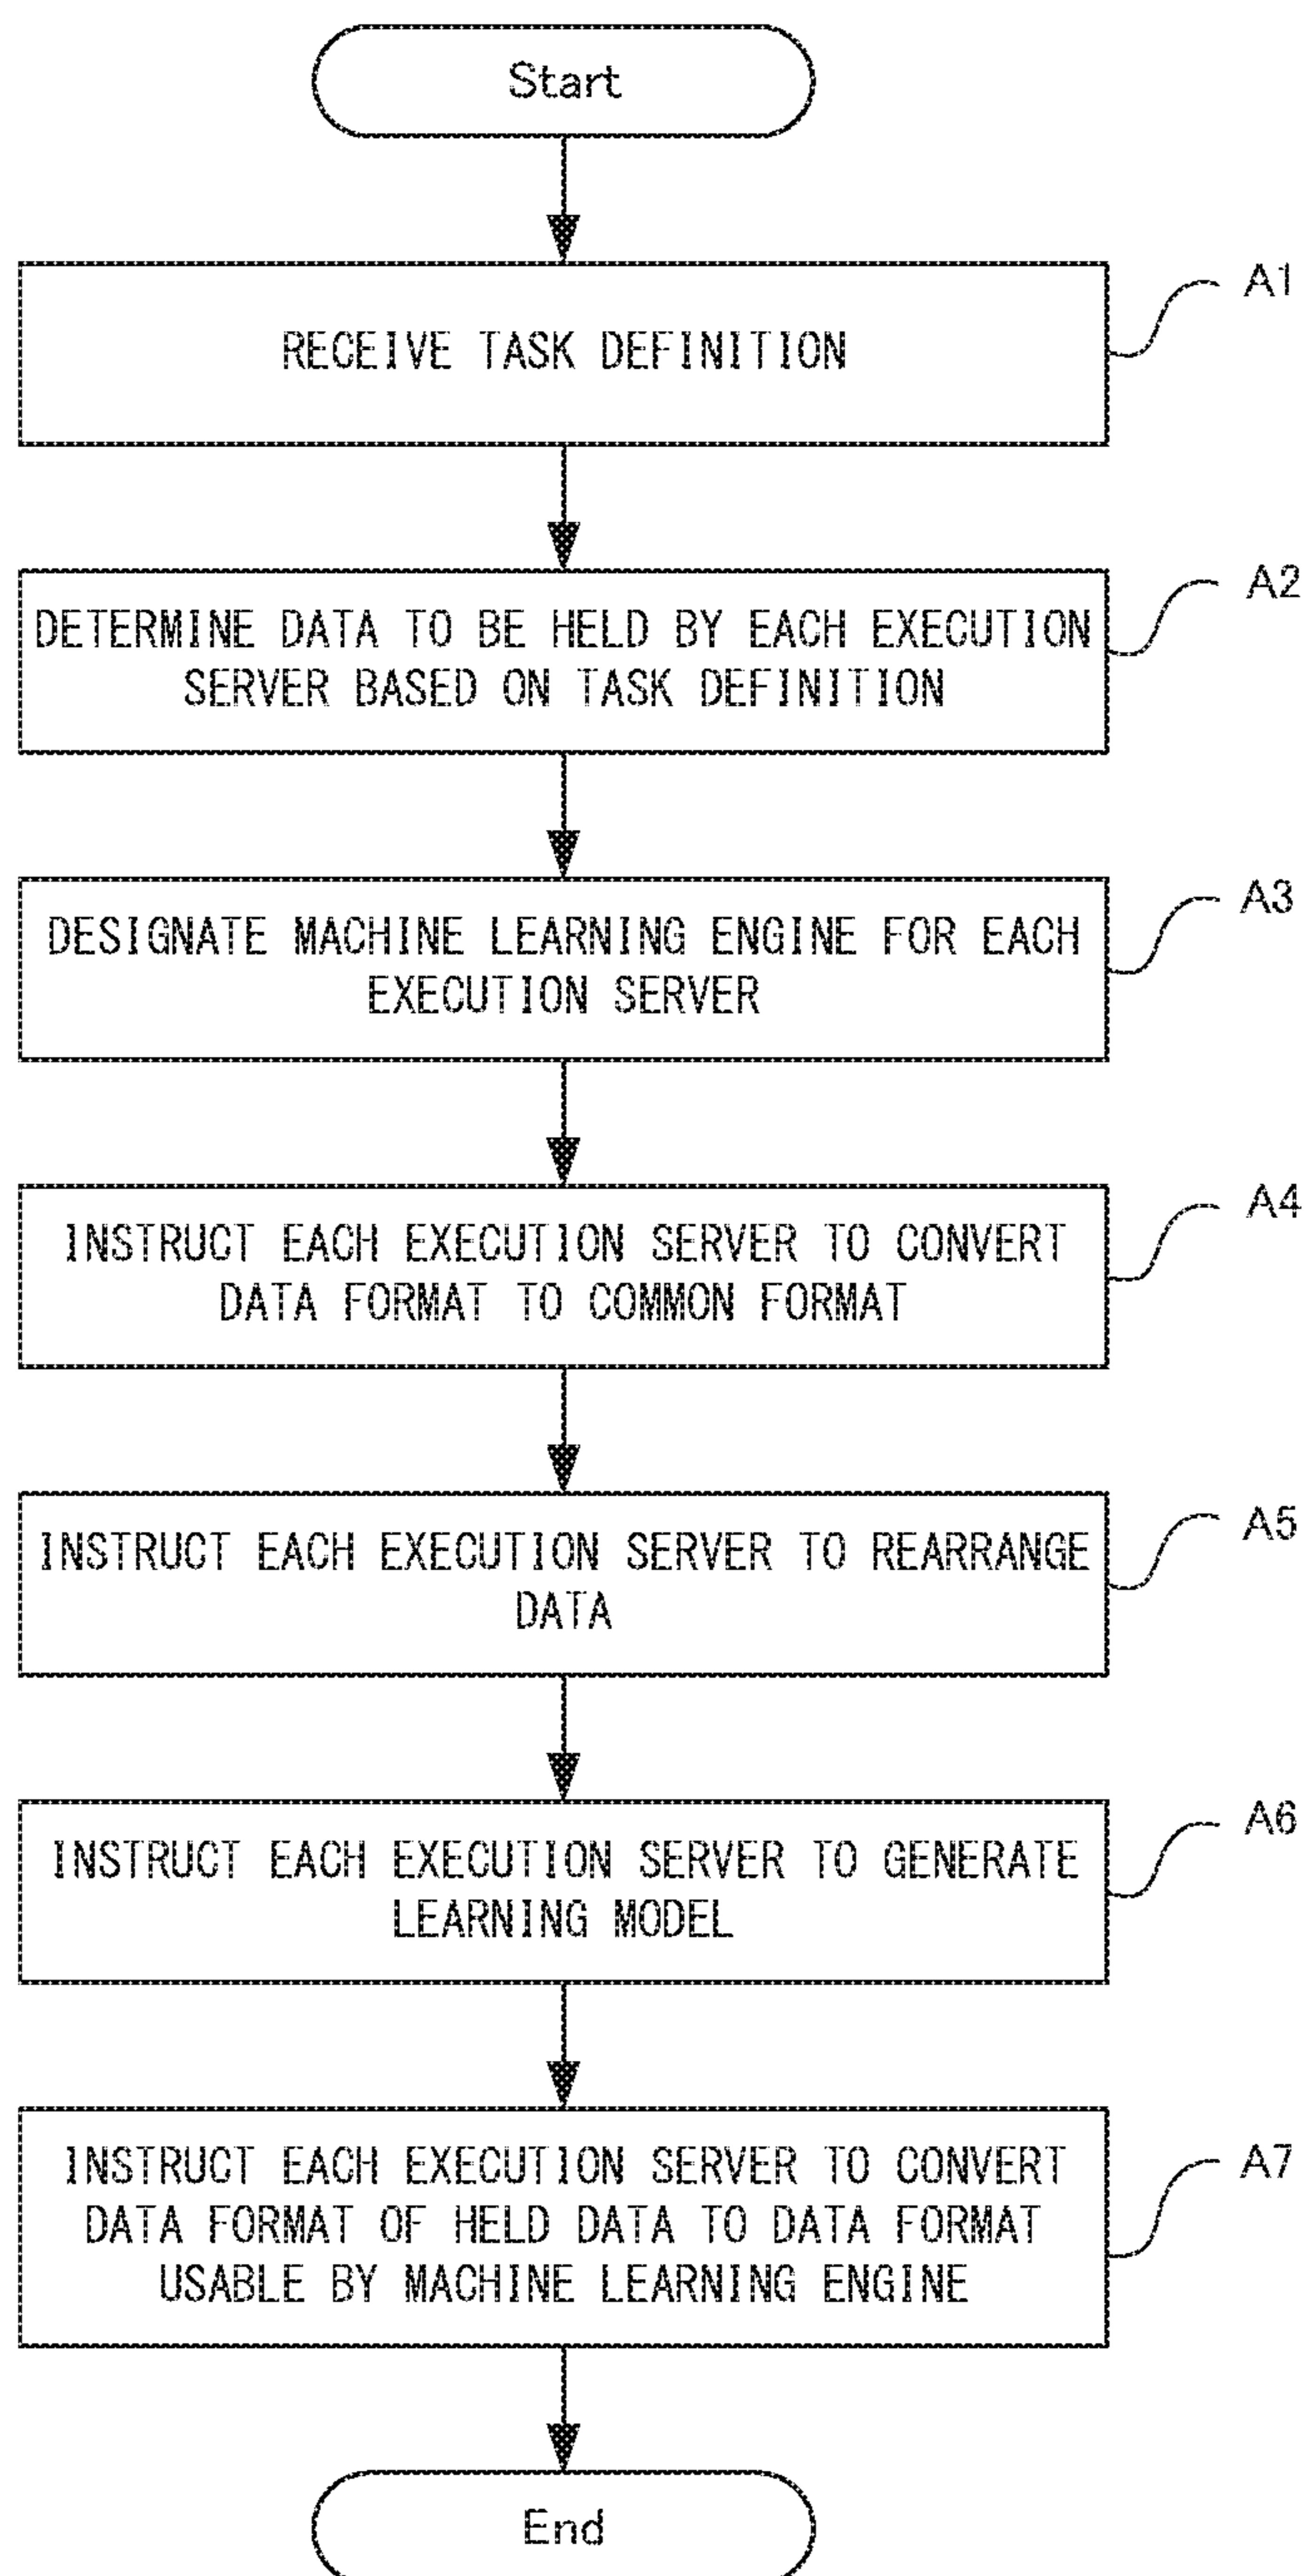 Start
A1
RECEIVE TASK DEFINITION
A2
DETERMINE DATA TO BE HELD BY EACH EXECUTION
SERVER BASED ON TASK DEFINITION
A3
DESIGNATE MACHINE LEARNING ENGINE FOR EACH
EXECUTION SERVER
A4
INSTRUCT EACH EXECUTION SERVER TO CONVERT
DATA FORMAT TO COMMON FORMAT
A5
INSTRUCT EACH EXECUTION SERVER TO REARRANGE
DATA
A6
INSTRUCT EACH EXECUTION SERVER TO GENERATE
LEARNING MODEL
A7
INSTRUCT EACH EXECUTION SERVER TO CONVERT
DATA FORMAT OF HELD DATA TO DATA FORMAT
USABLE BY MACHINE LEARNING ENGINE
End